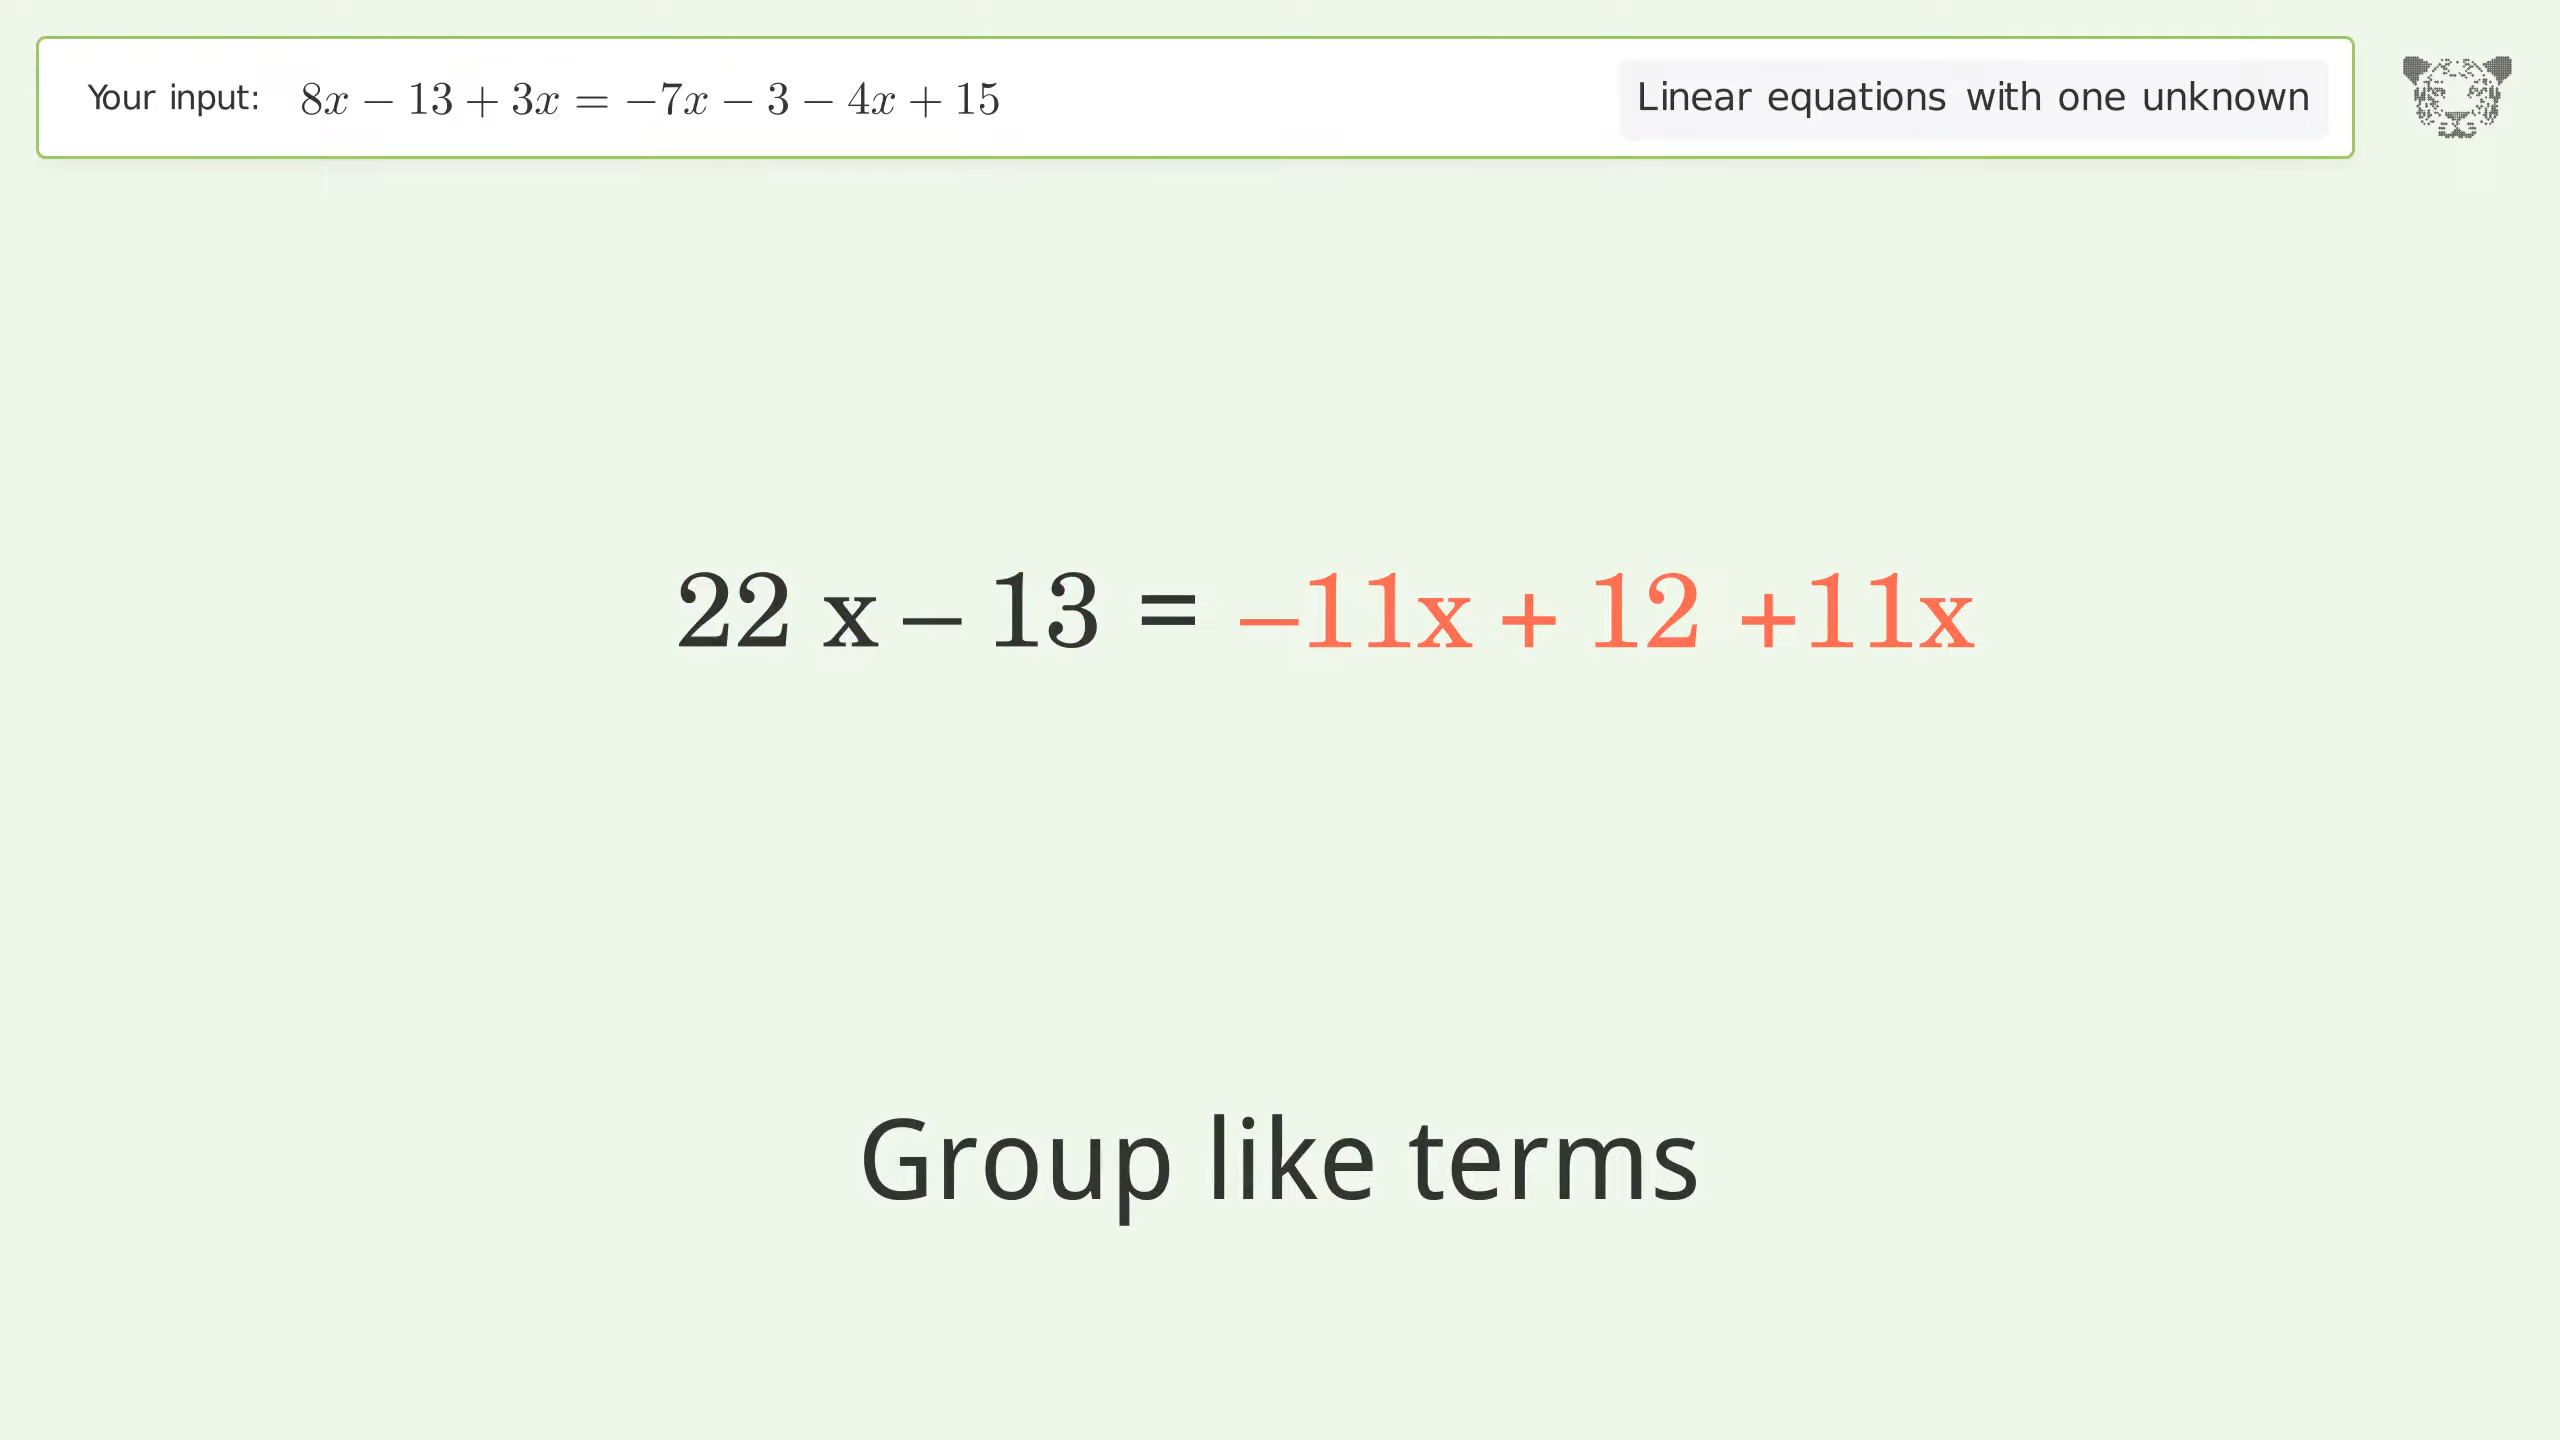 Your input: 8x − 13 + 3x = −7x − 3 − 4x + 15
Linear equations with one unknown
22 x – 13 = –11x + 12 +11x
Group like terms